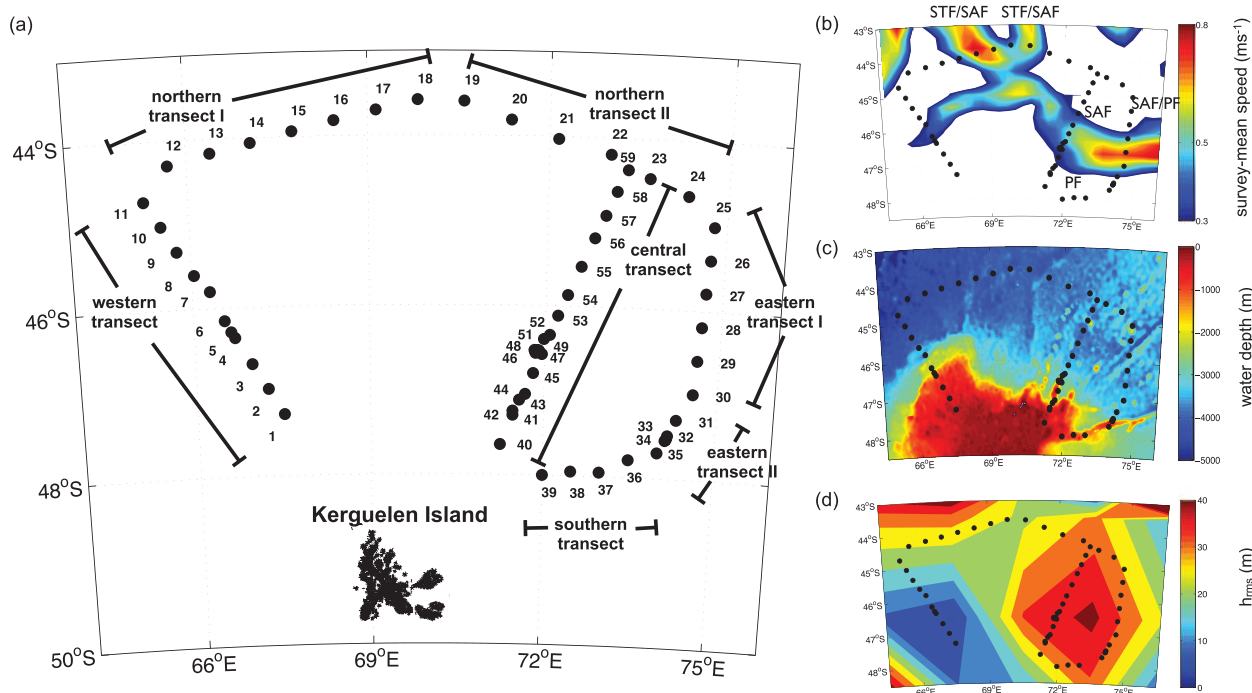 (a)
northern
transect I
northern
transect II
western
transect
central
transect
eastern
transect I
eastern
transect II
southern
transect
Kerguelen Island
1
2
3
4
5
6
7
8
9
10
11
12
13
14
15
16
17
18
19
20
21
22
59
23
24
25
58
57
56
55
54
53
52
51
49
48
47
46
45
44
43
42
41
40
26
27
28
29
30
31
32
33
34
35
36
37
38
39
44°S
46°S
48°S
50°S
66°E
69°E
72°E
75°E
(b)
STF/SAF
STF/SAF
SAF
SAF/PF
PF
43°S
44°S
45°S
46°S
47°S
48°S
66°E
69°E
72°E
75°E
0.8
0.5
0.3
survey-mean speed (ms⁻¹)
(c)
43°S
44°S
45°S
46°S
47°S
48°S
66°E
69°E
72°E
75°E
0
−1000
−2000
−3000
−4000
−5000
water depth (m)
(d)
43°S
44°S
45°S
46°S
47°S
48°S
66°E
69°E
72°E
75°E
40
30
20
10
0
hrms (m)